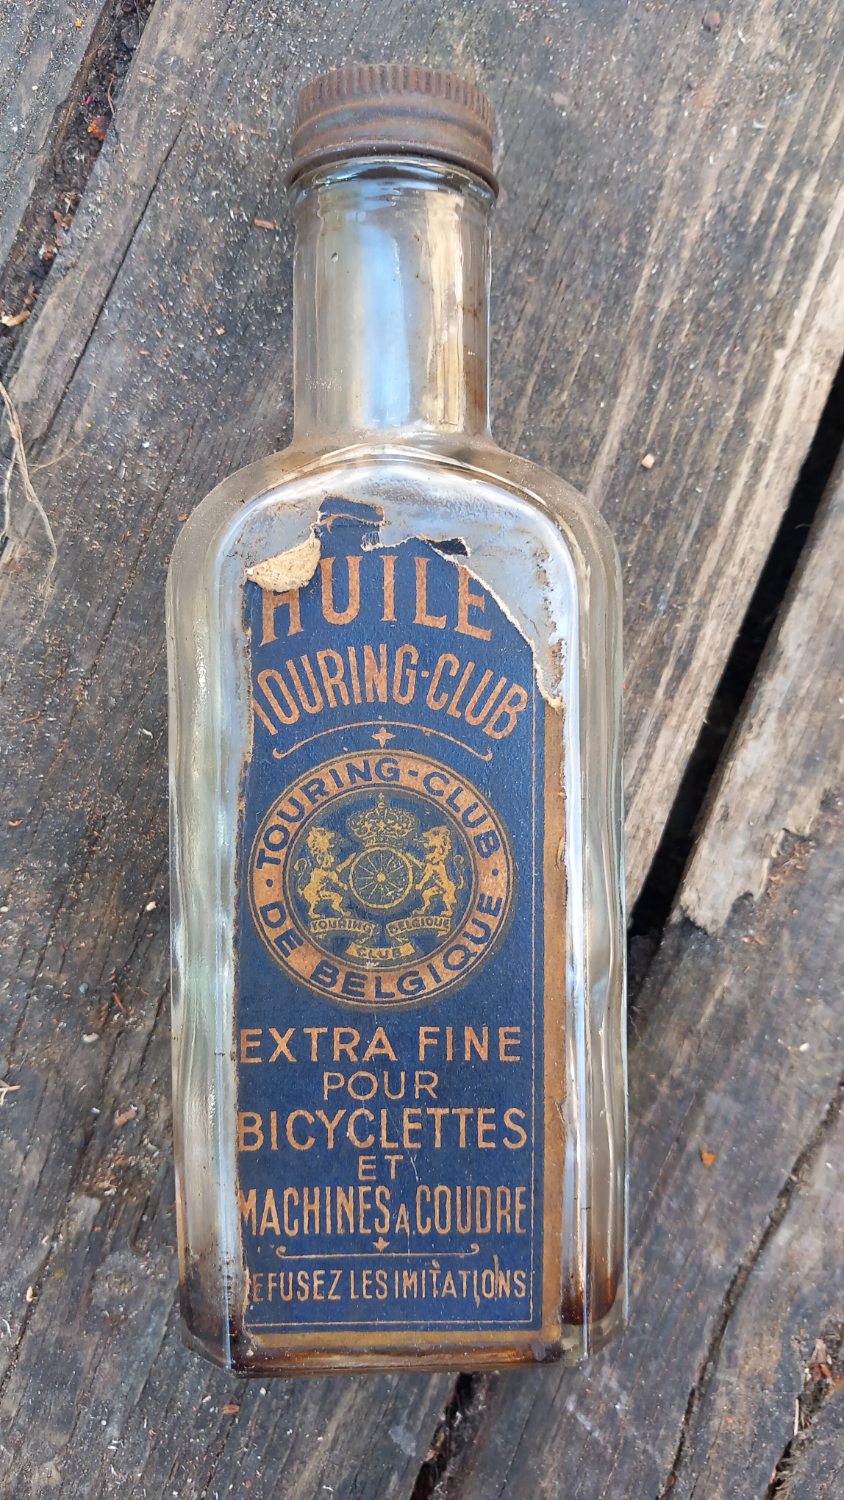 HUILE
TOURING-CLUB
TOURING-CLUB
DE BELGIQUE
TOURING CLUB BELGIQUE
EXTRA FINE
POUR
BICYCLETTES
ET
MACHINES A COUDRE
REFUSEZ LES IMITATIONS